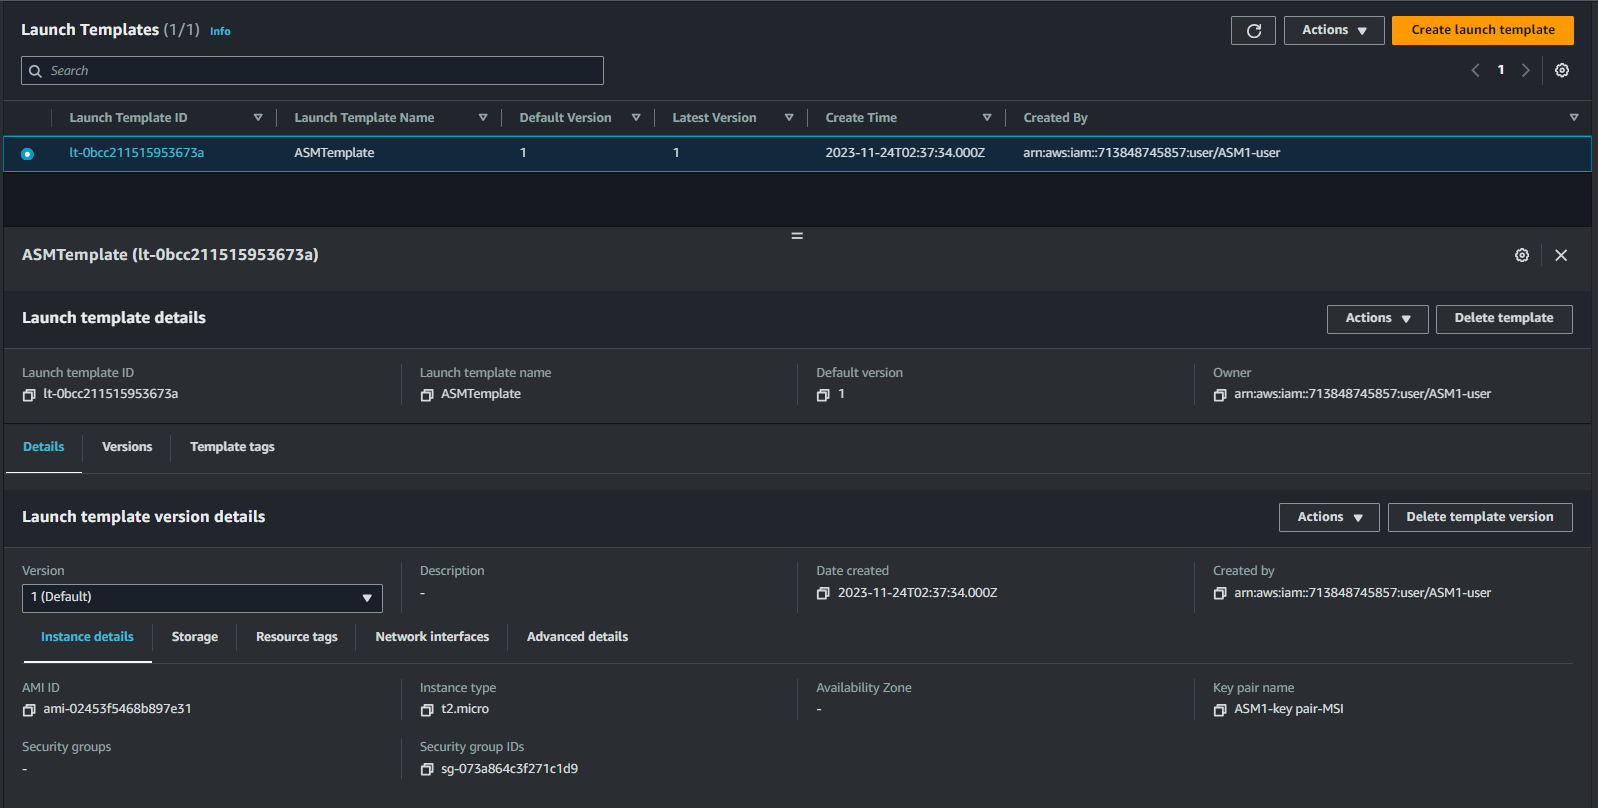 Launch Templates (1/1) Info
Actions
Create launch template
Search
1
Launch Template ID Launch Template Name Default Version Latest Version Create Time Created By
lt-0bcc211515953673a ASMTemplate 1 1 2023-11-24T02:37:34.000Z arn:aws:iam::713848745857:user/ASM1-user
ASMTemplate (lt-0bcc211515953673a)
Launch template details
Actions
Delete template
Launch template ID Launch template name Default version Owner
lt-0bcc211515953673a ASMTemplate 1 arn:aws:iam::713848745857:user/ASM1-user
Details Versions Template tags
Launch template version details
Actions
Delete template version
Version Description Date created Created by
1 (Default) - 2023-11-24T02:37:34.000Z arn:aws:iam::713848745857:user/ASM1-user
Instance details Storage Resource tags Network interfaces Advanced details
AMI ID Instance type Availability Zone Key pair name
ami-02453f5468b897e31 t2.micro - ASM1-key pair-MSI
Security groups Security group IDs
- sg-073a864c3f271c1d9